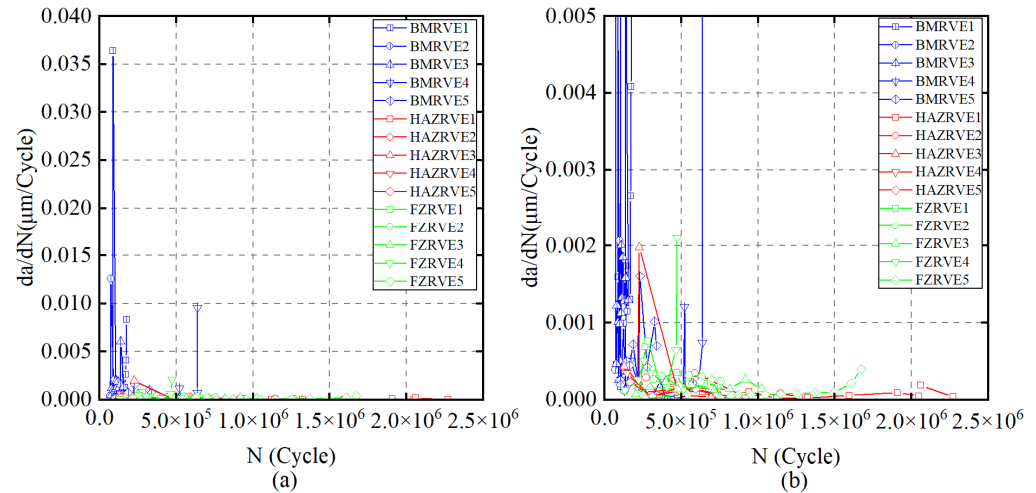 (a)
da/dN(μm/Cycle)
0.040
0.035
0.030
0.025
0.020
0.015
0.010
0.005
0.000
BMRVE1
BMRVE2
BMRVE3
BMRVE4
BMRVE5
HAZRVE1
HAZRVE2
HAZRVE3
HAZRVE4
HAZRVE5
FZRVE1
FZRVE2
FZRVE3
FZRVE4
FZRVE5
0.0 5.0×10⁵ 1.0×10⁶ 1.5×10⁶ 2.0×10⁶ 2.5×10⁶
N (Cycle)
(a)
(b)
da/dN(μm/Cycle)
0.005
0.004
0.003
0.002
0.001
0.000
BMRVE1
BMRVE2
BMRVE3
BMRVE4
BMRVE5
HAZRVE1
HAZRVE2
HAZRVE3
HAZRVE4
HAZRVE5
FZRVE1
FZRVE2
FZRVE3
FZRVE4
FZRVE5
0.0 5.0×10⁵ 1.0×10⁶ 1.5×10⁶ 2.0×10⁶ 2.5×10⁶
N (Cycle)
(b)